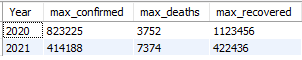 Year max_confirmed max_deaths max_recovered
2020 823225 3752 1123456
2021 414188 7374 422436